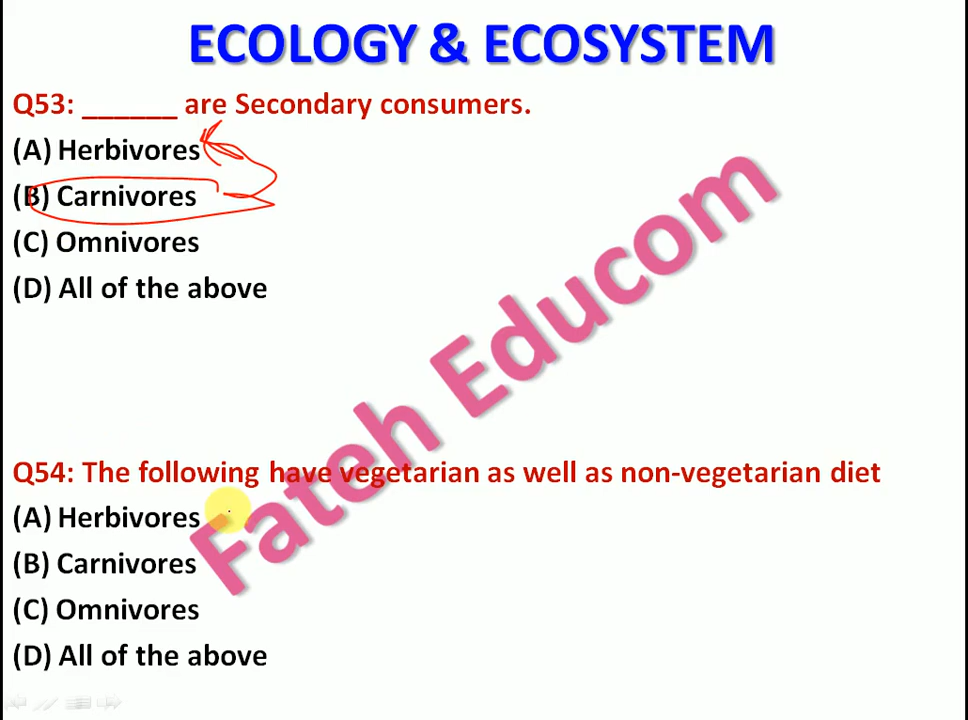 ECOLOGY & ECOSYSTEM
Q53: ______ are Secondary consumers.
(A) Herbivores
(B) Carnivores
(C) Omnivores
(D) All of the above
Fateh Educom
Q54: The following have vegetarian as well as non-vegetarian diet
(A) Herbivores
(B) Carnivores
(C) Omnivores
(D) All of the above